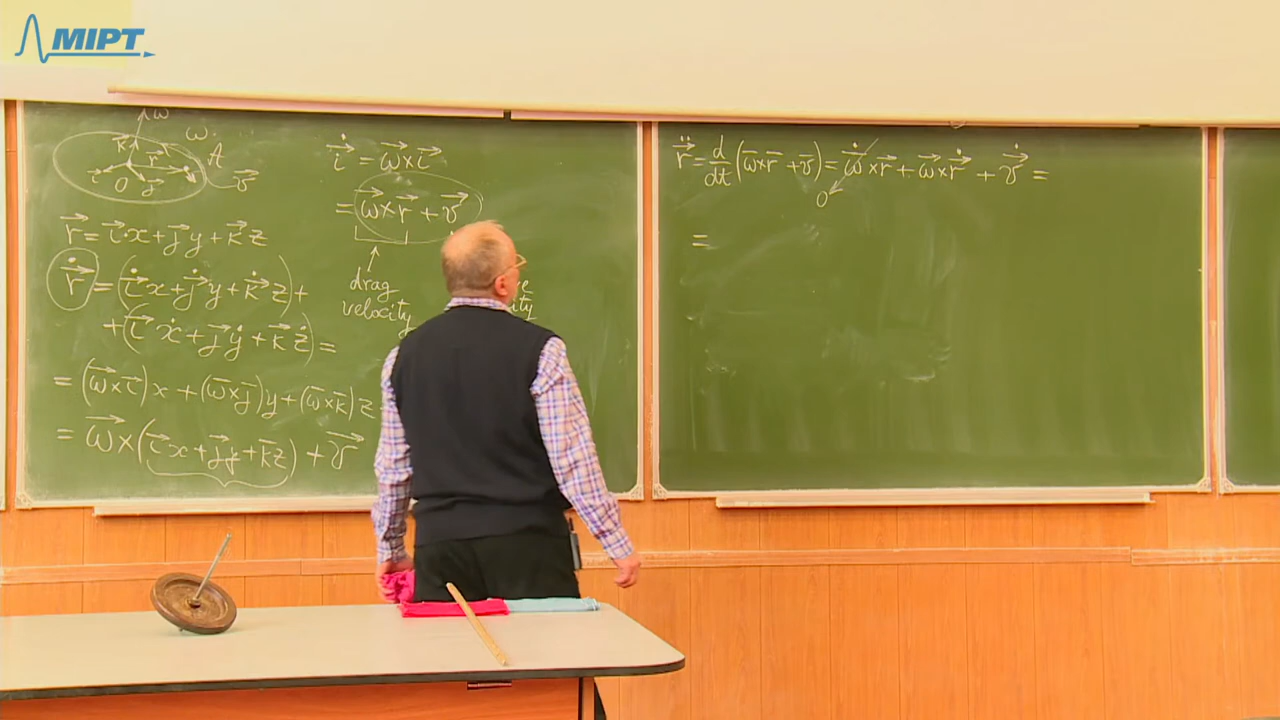 MIPT
ω
ω
k r A
i O j v
r⃗ = i⃗·x + j⃗y + k⃗z
ṙ⃗ = (i̇⃗x + j̇⃗y + k̇⃗z) +
+ (i⃗ẋ + j⃗ẏ + k⃗ż) =
= (ω̄×ī)x + (ω̄×j̄)y + (ω̄×k̄)z
= ω⃗×(i⃗x + j⃗y + k̄z) + v⃗
i̇⃗ = ω⃗×i⃗
= ω⃗×r⃗ + v⃗
drag
velocity
r̈⃗ = d/dt (ω̄×r̄ + v̄) = ω̇⃗×r⃗ + ω⃗×ṙ⃗ + v̇⃗ =
0
=